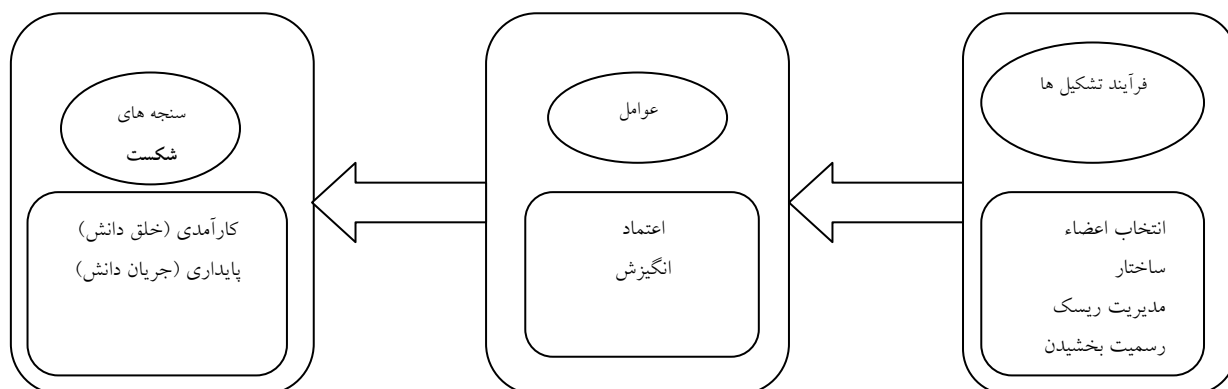 فرآیند تشکیل ها
انتخاب اعضاء
ساختار
مدیریت ریسک
رسمیت بخشیدن
عوامل
اعتماد
انگیزش
سنجه های
شکست
کارآمدی (خلق دانش)
پایداری (جریان دانش)